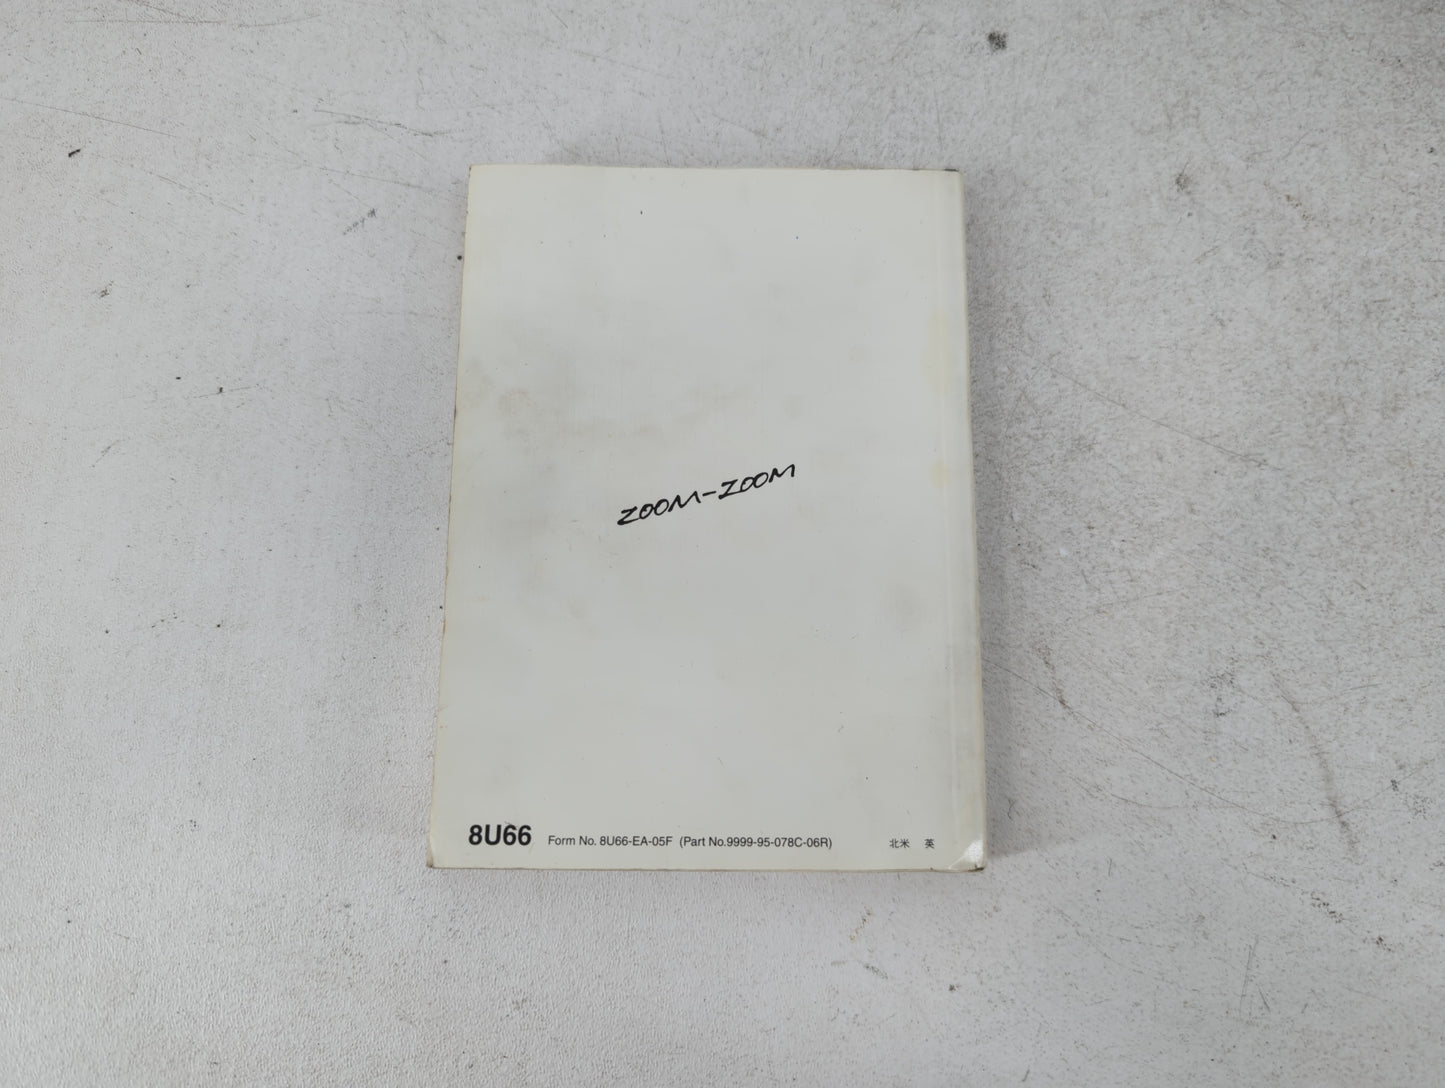 ZOOM-ZOOM
8U66 Form No. 8U66-EA-05F (Part No.9999-95-078C-06R) 北米 英